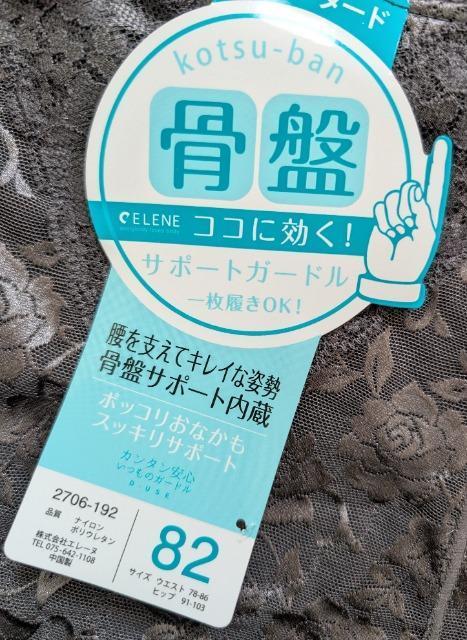 ード
kotsu-ban
骨盤
ELENE ココに効く!
サポートガードル
一枚履きOK!
腰を支えてキレイな姿勢
骨盤サポート内蔵
ポッコリおなかも
スッキリサポート
カンタン安心
いつものガードル
D-USE
2706-192
品質 ナイロン
ポリウレタン
株式会社エレーヌ
TEL 075-642-1108
中国製
82
サイズ ウエスト 78-86
ヒップ 91-103